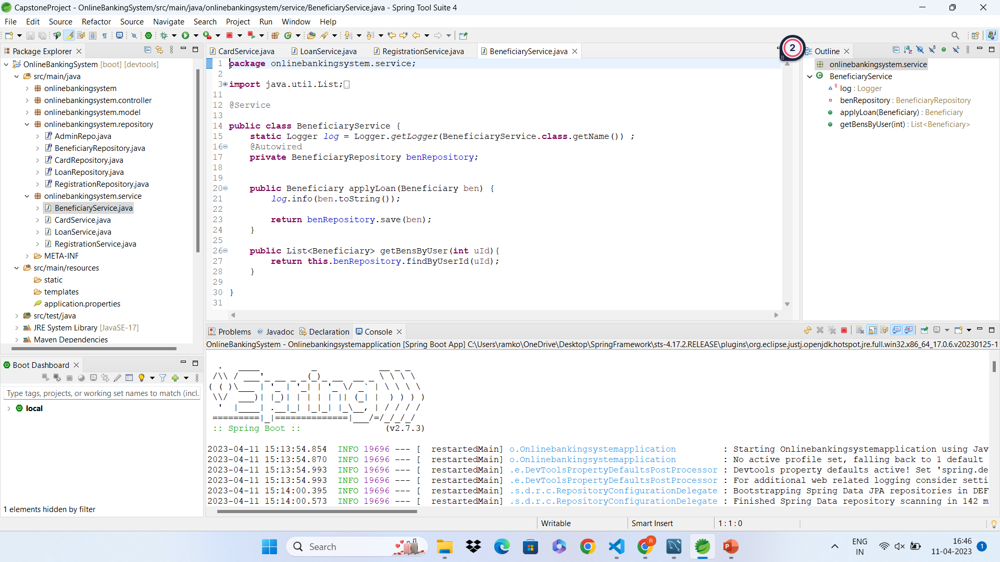 CapstoneProject - OnlineBankingSystem/src/main/java/onlinebankingsystem/service/BeneficiaryService.java - Spring Tool Suite 4
File Edit Source Refactor Source Navigate Search Project Run Window Help
Package Explorer
OnlineBankingSystem [boot] [devtools]
src/main/java
onlinebankingsystem
onlinebankingsystem.controller
onlinebankingsystem.model
onlinebankingsystem.repository
AdminRepo.java
BeneficiaryRepository.java
CardRepository.java
LoanRepository.java
RegistrationRepository.java
onlinebankingsystem.service
BeneficiaryService.java
CardService.java
LoanService.java
RegistrationService.java
META-INF
src/main/resources
static
templates
application.properties
src/test/java
JRE System Library [JavaSE-17]
Maven Dependencies
Boot Dashboard
Type tags, projects, or working set names to match (incl.
local
1 elements hidden by filter
CardService.java LoanService.java RegistrationService.java BeneficiaryService.java
1 package onlinebankingsystem.service;
2
3 import java.util.List;
11
12 @Service
13
14 public class BeneficiaryService {
15 static Logger log = Logger.getLogger(BeneficiaryService.class.getName()) ;
16 @Autowired
17 private BeneficiaryRepository benRepository;
18
19
20 public Beneficiary applyLoan(Beneficiary ben) {
21 log.info(ben.toString());
22
23 return benRepository.save(ben);
24 }
25
26 public List<Beneficiary> getBensByUser(int uId){
27 return this.benRepository.findByUserId(uId);
28 }
29
30 }
31
2
Outline
onlinebankingsystem.service
BeneficiaryService
log : Logger
benRepository : BeneficiaryRepository
applyLoan(Beneficiary) : Beneficiary
getBensByUser(int) : List<Beneficiary>
Problems @ Javadoc Declaration Console
OnlineBankingSystem - Onlinebankingsystemapplication [Spring Boot App] C:\Users\ramko\OneDrive\Desktop\SpringFramework\sts-4.17.2.RELEASE\plugins\org.eclipse.justj.openjdk.hotspot.jre.full.win32.x86_64_17.0.6.v20230125-1
:: Spring Boot :: (v2.7.3)
2023-04-11 15:13:54.854 INFO 19696 --- [ restartedMain] o.Onlinebankingsystemapplication : Starting Onlinebankingsystemapplication using Jav
2023-04-11 15:13:54.870 INFO 19696 --- [ restartedMain] o.Onlinebankingsystemapplication : No active profile set, falling back to 1 default
2023-04-11 15:13:54.993 INFO 19696 --- [ restartedMain] .e.DevToolsPropertyDefaultsPostProcessor : Devtools property defaults active! Set 'spring.de
2023-04-11 15:13:54.993 INFO 19696 --- [ restartedMain] .e.DevToolsPropertyDefaultsPostProcessor : For additional web related logging consider setti
2023-04-11 15:14:00.395 INFO 19696 --- [ restartedMain] .s.d.r.c.RepositoryConfigurationDelegate : Bootstrapping Spring Data JPA repositories in DEF
2023-04-11 15:14:00.573 INFO 19696 --- [ restartedMain] .s.d.r.c.RepositoryConfigurationDelegate : Finished Spring Data repository scanning in 142 m
Writable Smart Insert 1 : 1 : 0
Search
R
ENG
IN
16:46
11-04-2023
1